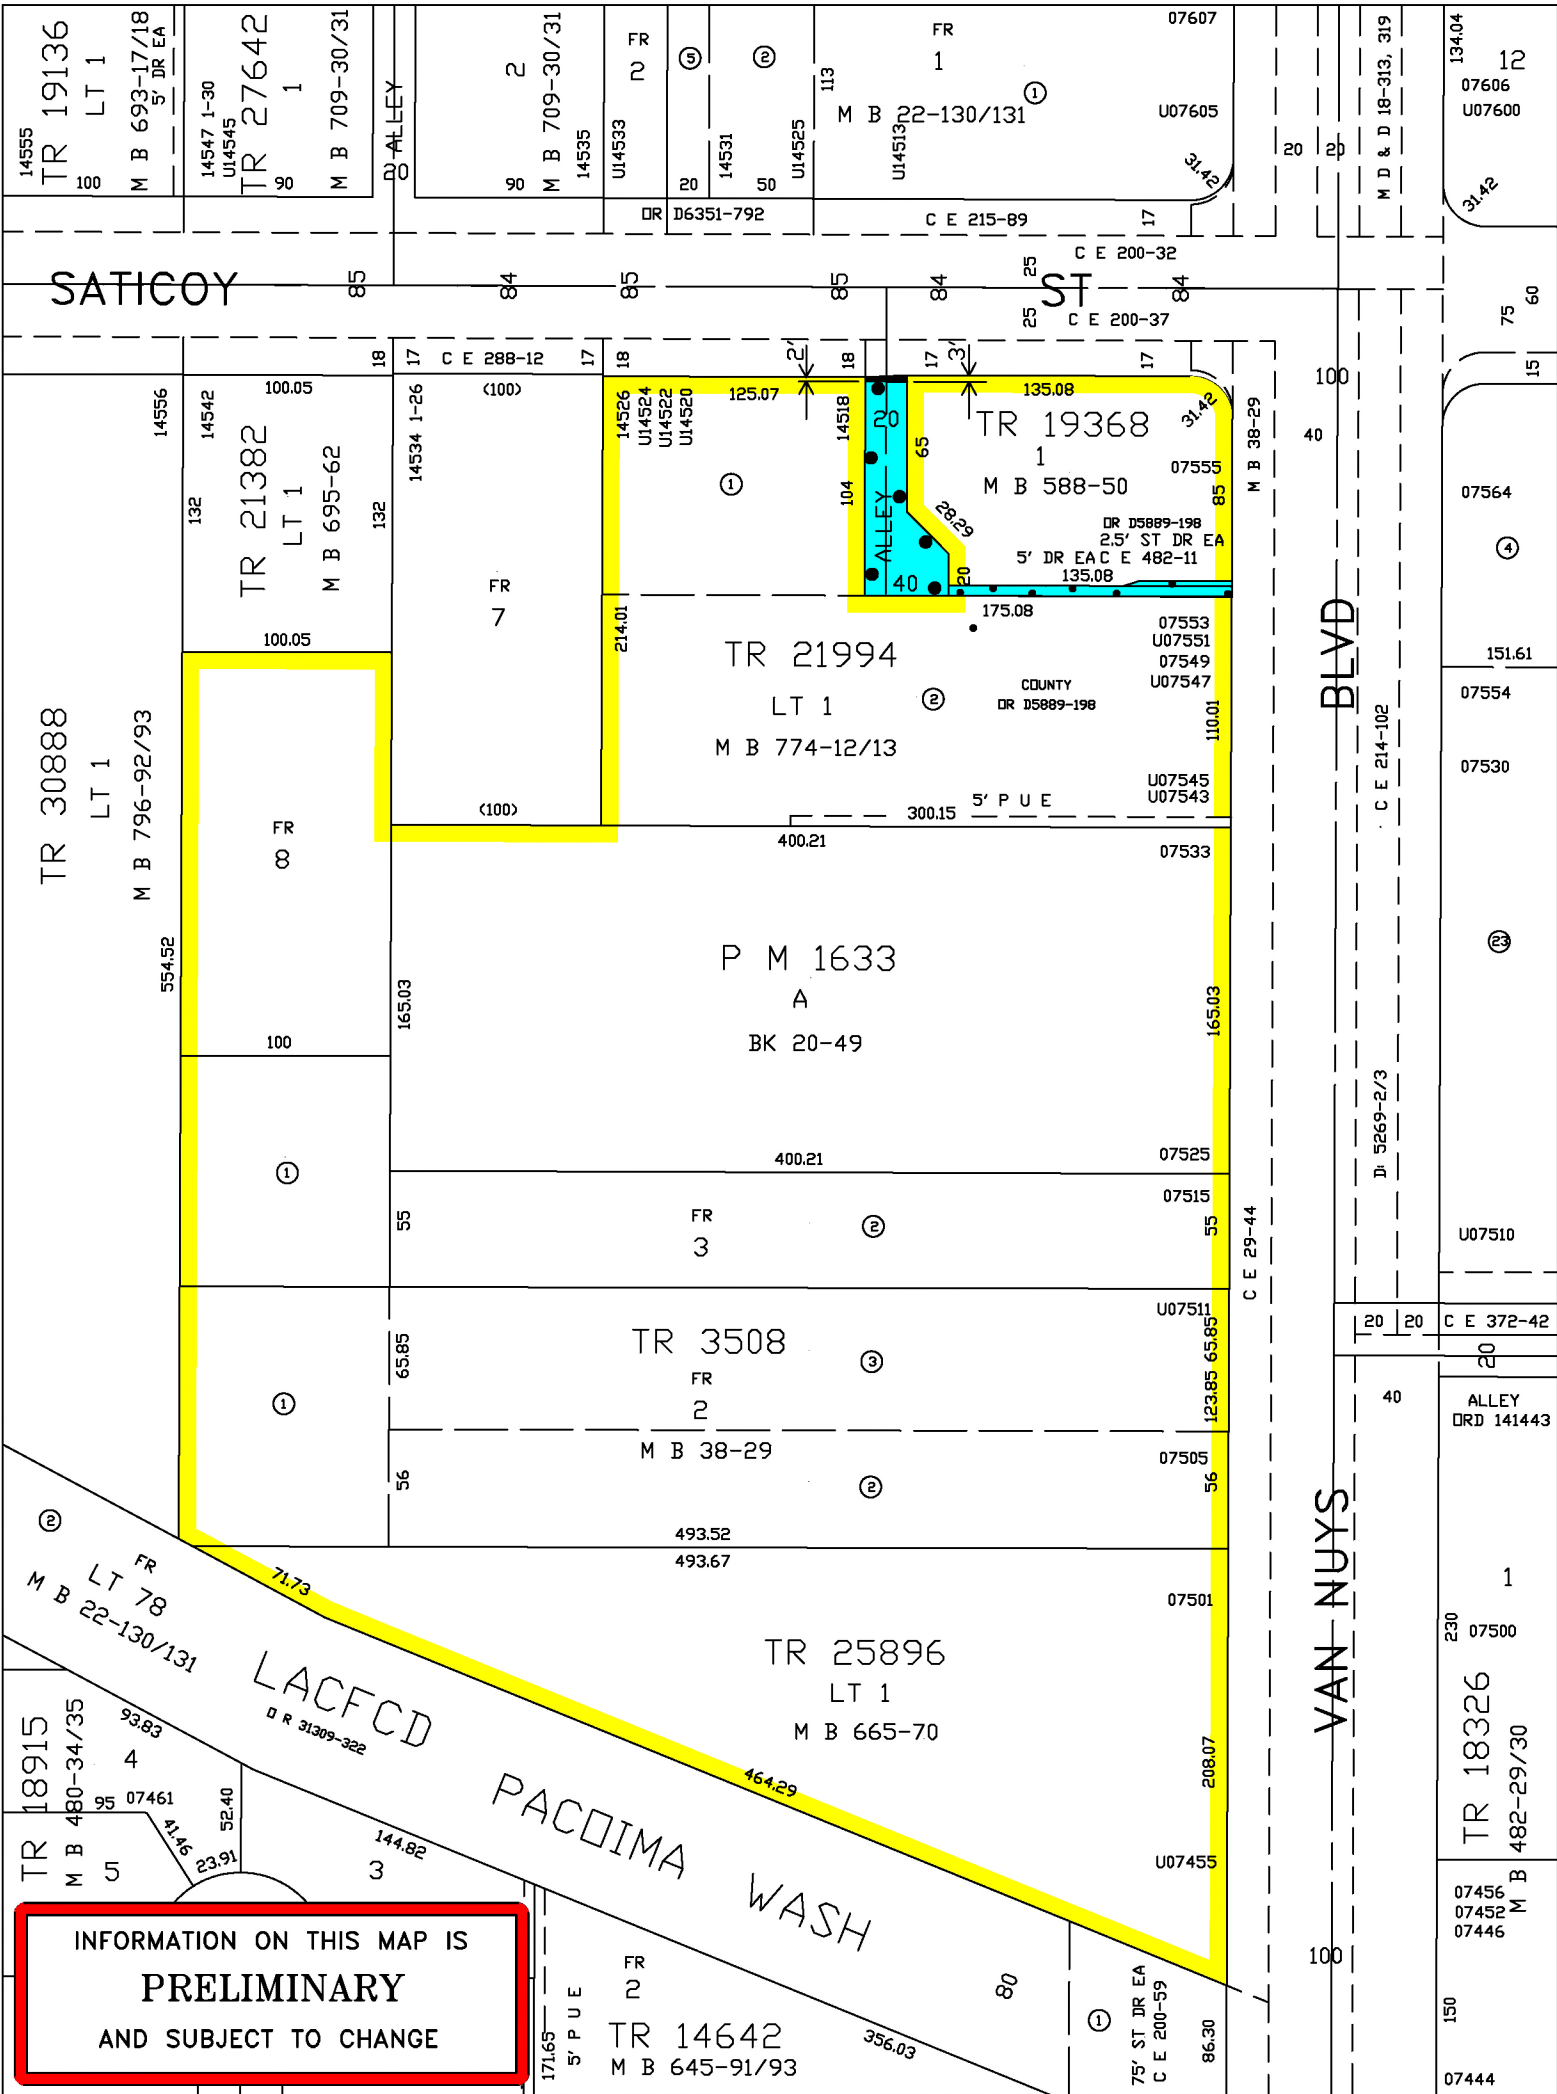 TR 19136
LT 1
M B 693-17/18
5' DR EA
14555
100
14547 1-30
U14545
TR 27642
1
M B 709-30/31
90
ALLEY
20
2
M B 709-30/31
14535
90
FR
2
U14533
5
20
14531
2
50
U14525
113
FR
1
M B 22-130/131
1
U14513
07607
U07605
31.42
20
20
M D & D 18-313, 319
134.04
12
07606
U07600
31.42
OR D6351-792
C E 215-89
17
C E 200-32
25
SATICOY
85
84
85
85
84
ST
84
25
C E 200-37
75
60
15
18
17
C E 288-12
17
18
2'
18
17
3'
17
100
14556
14542
100.05
14534 1-26
(100)
14526
U14524
U14522
U14520
125.07
14518
20
135.08
31.42
TR 19368
1
M B 588-50
07555
M B 38-29
40
65
85
07564
132
TR 21382
LT 1
M B 695-62
132
1
104
ALLEY
28.29
OR D5889-198
2.5' ST DR EA
5' DR EA C E 482-11
4
FR
7
40
20
135.08
175.08
100.05
214.01
TR 21994
LT 1
M B 774-12/13
2
COUNTY
OR D5889-198
07553
U07551
07549
U07547
110.01
BLVD
151.61
07554
C E 214-102
07530
TR 30888
LT 1
M B 796-92/93
U07545
U07543
5' P U E
300.15
(100)
FR
8
400.21
07533
P M 1633
A
BK 20-49
23
554.52
165.03
165.03
100
D: 5269-2/3
400.21
07525
1
55
FR
3
2
07515
55
C E 29-44
U07510
U07511
TR 3508
3
65.85
FR
2
65.85
123.85
20
20
C E 372-42
20
1
40
ALLEY
ORD 141443
M B 38-29
07505
56
2
56
493.52
VAN NUYS
2
493.67
FR
LT 78
M B 22-130/131
71.73
07501
1
230
07500
TR 25896
LT 1
M B 665-70
LACFCD
O R 31309-322
TR 18915
M B 480-34/35
93.83
4
95
07461
52.40
41.46
23.91
5
144.82
3
464.29
208.07
TR 18326
M B 482-29/30
PACOIMA
WASH
U07455
07456
07452
07446
INFORMATION ON THIS MAP IS
PRELIMINARY
AND SUBJECT TO CHANGE
100
171.65
5' P U E
FR
2
TR 14642
M B 645-91/93
356.03
80
1
75' ST DR EA
C E 200-59
86.30
150
07444